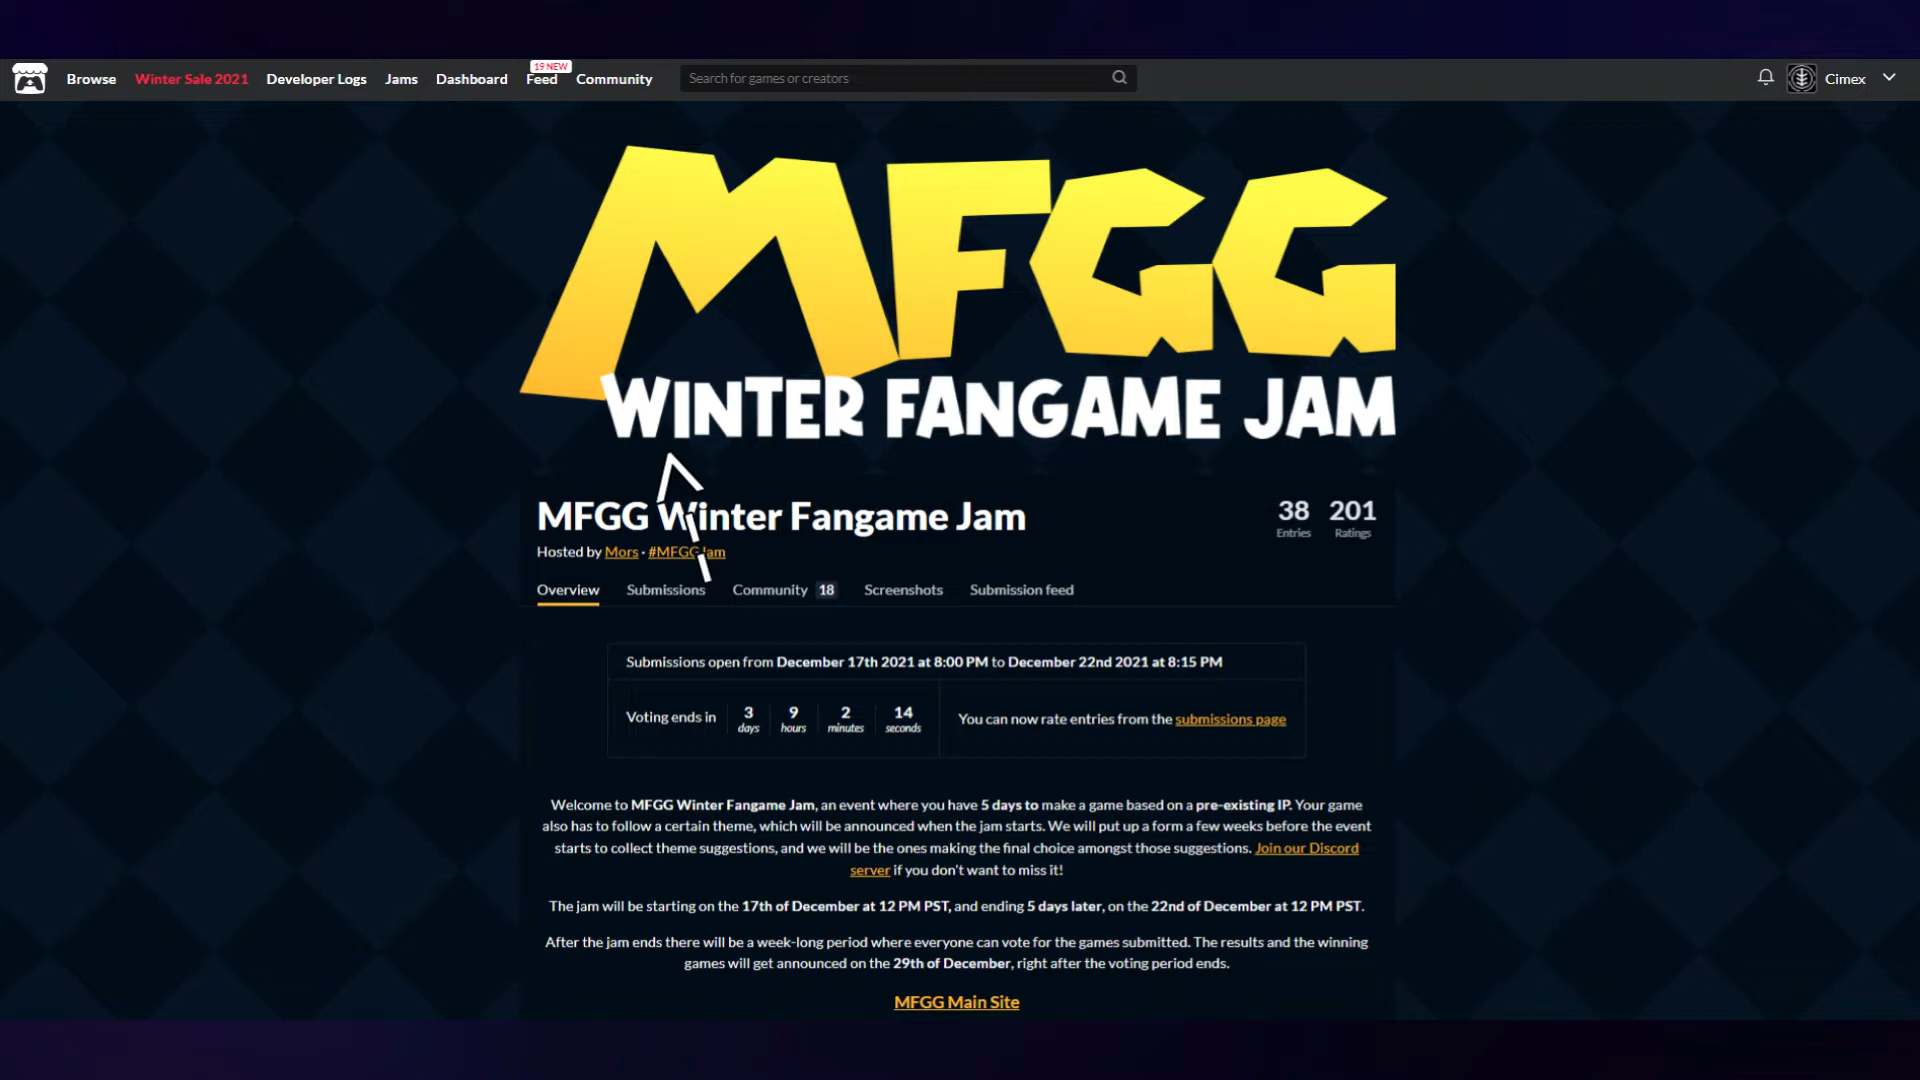 Browse Winter Sale 2021 Developer Logs Jams Dashboard Feed 19 NEW Community Search for games or creators Cimex
MFGG
WINTER FANGAME JAM
MFGG Winter Fangame Jam
38 201
Entries Ratings
Hosted by Mors · #MFGGJam
Overview Submissions Community 18 Screenshots Submission feed
Submissions open from December 17th 2021 at 8:00 PM to December 22nd 2021 at 8:15 PM
Voting ends in 3 days 9 hours 2 minutes 14 seconds
You can now rate entries from the submissions page
Welcome to MFGG Winter Fangame Jam, an event where you have 5 days to make a game based on a pre-existing IP. Your game
also has to follow a certain theme, which will be announced when the jam starts. We will put up a form a few weeks before the event
starts to collect theme suggestions, and we will be the ones making the final choice amongst those suggestions. Join our Discord
server if you don't want to miss it!
The jam will be starting on the 17th of December at 12 PM PST, and ending 5 days later, on the 22nd of December at 12 PM PST.
After the jam ends there will be a week-long period where everyone can vote for the games submitted. The results and the winning
games will get announced on the 29th of December, right after the voting period ends.
MFGG Main Site